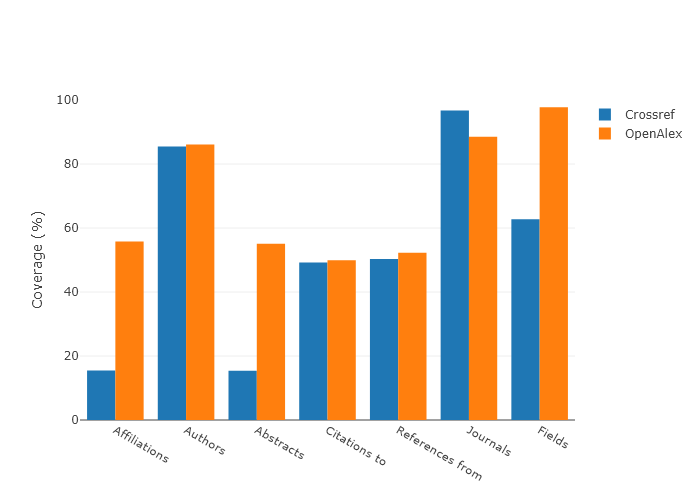 Crossref
OpenAlex
Coverage (%)
100
80
60
40
20
0
Affiliations
Authors
Abstracts
Citations to
References from
Journals
Fields